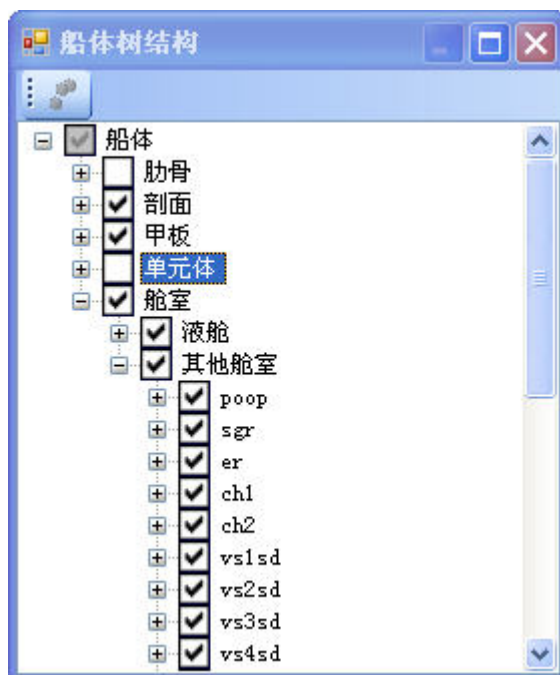 船体树结构
船体
肋骨
剖面
甲板
单元体
舱室
液舱
其他舱室
poop
sgr
er
ch1
ch2
vs1sd
vs2sd
vs3sd
vs4sd